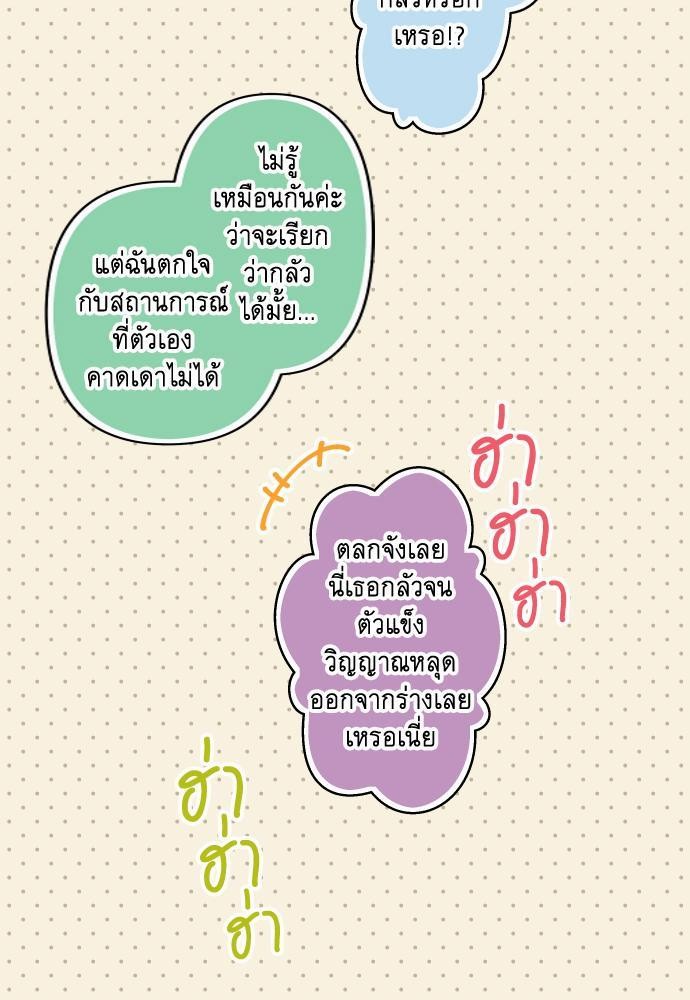 เหรอ!?
ไม่รู้
เหมือนกันค่ะ
ว่าจะเรียก
ว่ากลัว
ได้มั้ย...
แต่ฉันตกใจ
กับสถานการณ์
ที่ตัวเอง
คาดเดาไม่ได้
ฮ่า
ฮ่า
ฮ่า
ตลกจังเลย
นี่เธอกลัวจน
ตัวแข็ง
วิญญาณหลุด
ออกจากร่างเลย
เหรอเนี่ย
ฮ่า
ฮ่า
ฮ่า